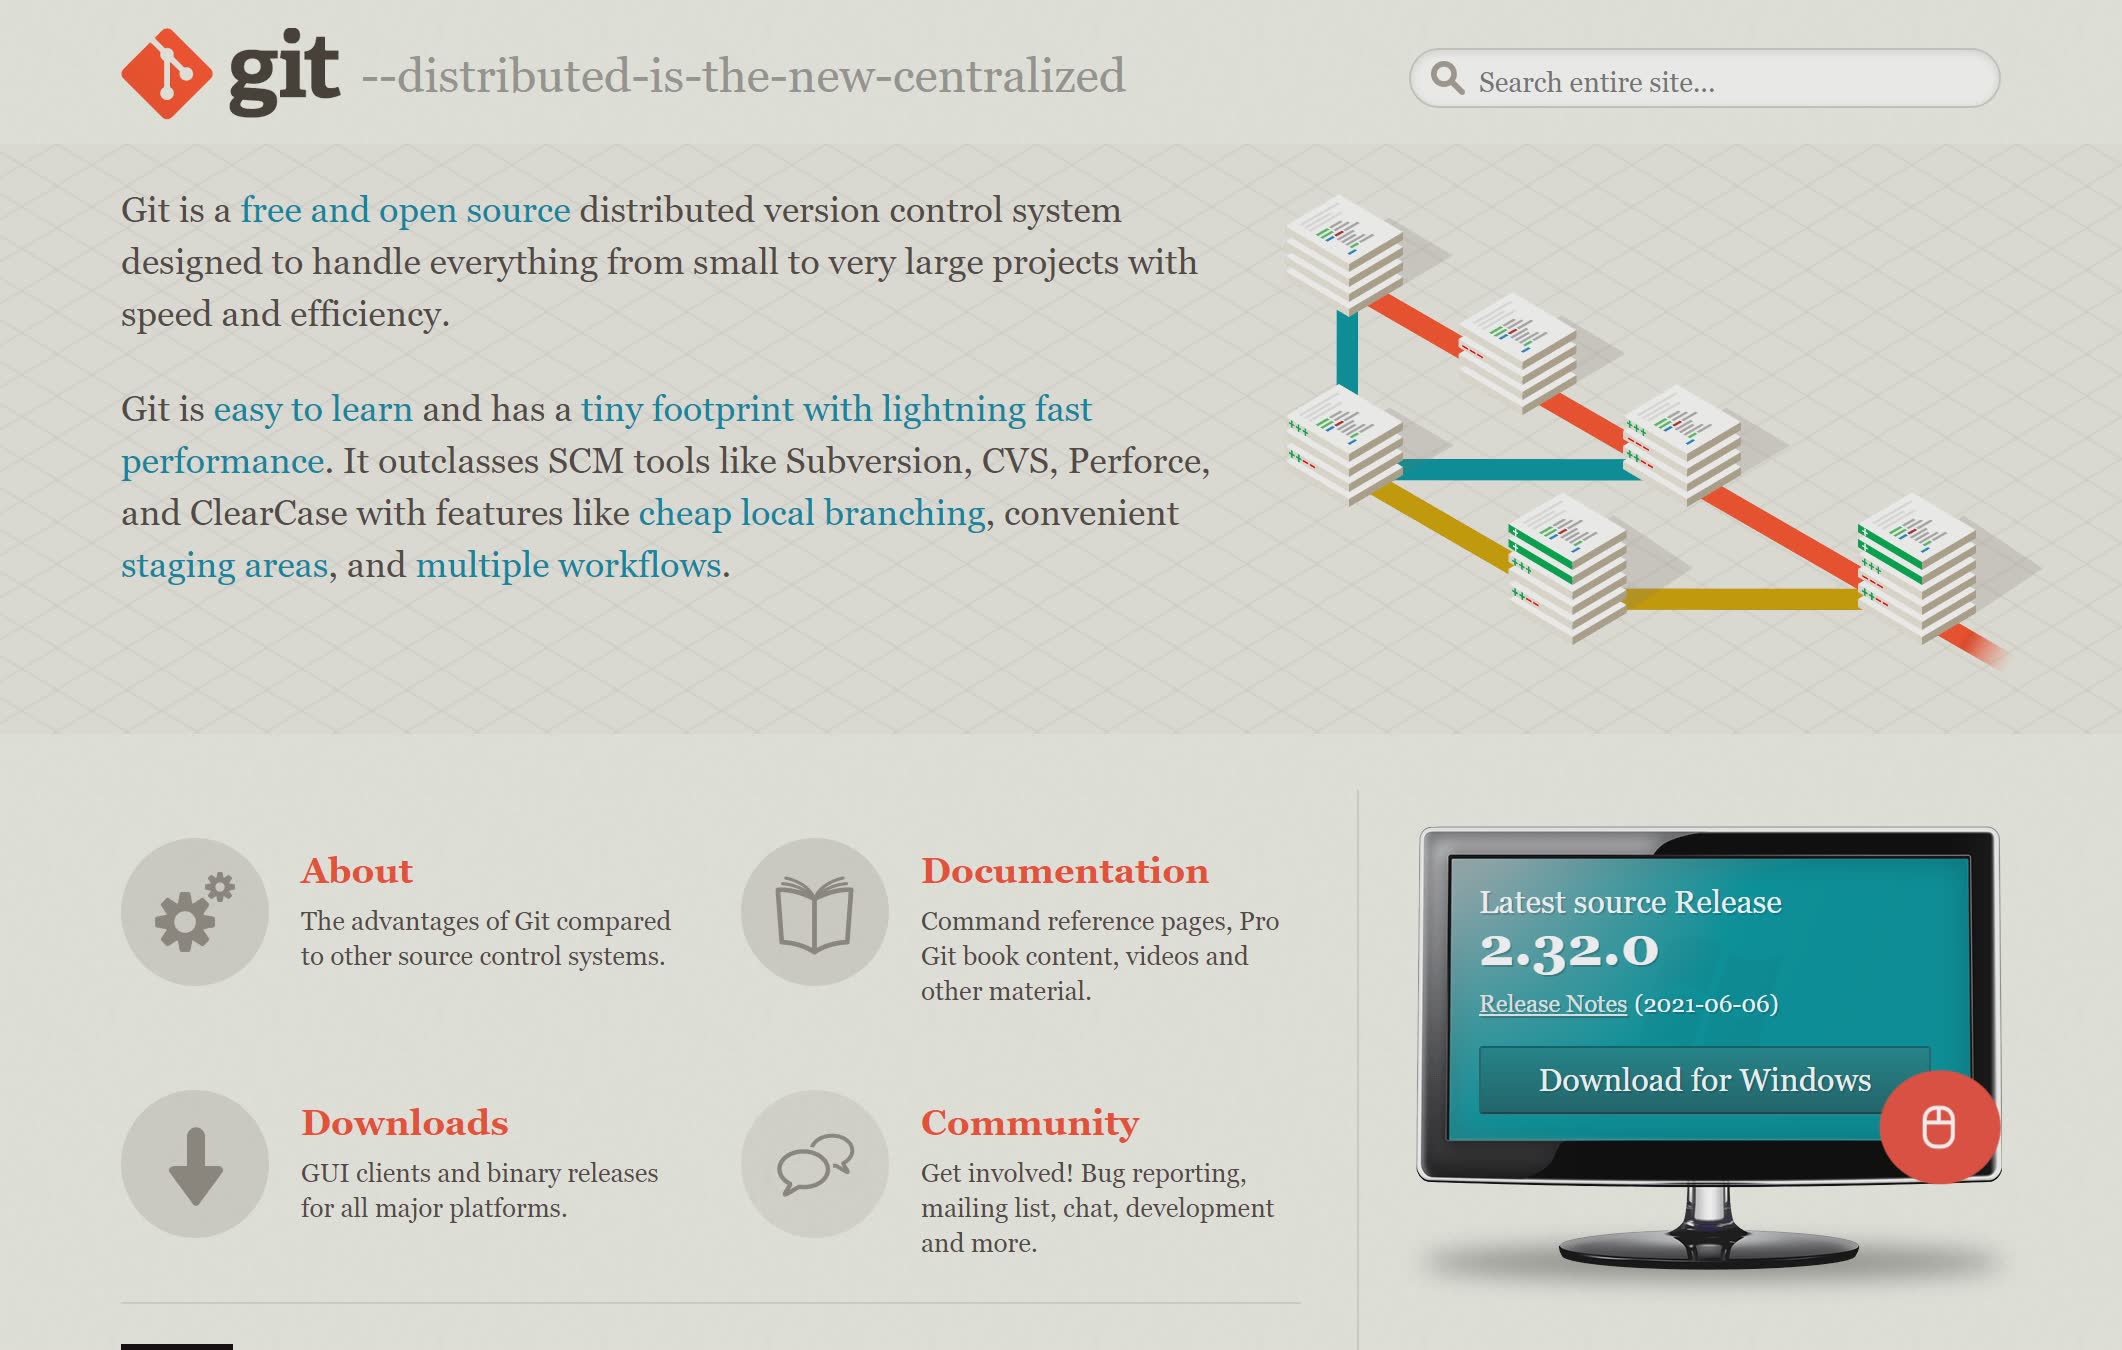 git --distributed-is-the-new-centralized
Search entire site...
Git is a free and open source distributed version control system
designed to handle everything from small to very large projects with
speed and efficiency.
Git is easy to learn and has a tiny footprint with lightning fast
performance. It outclasses SCM tools like Subversion, CVS, Perforce,
and ClearCase with features like cheap local branching, convenient
staging areas, and multiple workflows.
About
The advantages of Git compared
to other source control systems.
Documentation
Command reference pages, Pro
Git book content, videos and
other material.
Downloads
GUI clients and binary releases
for all major platforms.
Community
Get involved! Bug reporting,
mailing list, chat, development
and more.
Latest source Release
2.32.0
Release Notes (2021-06-06)
Download for Windows